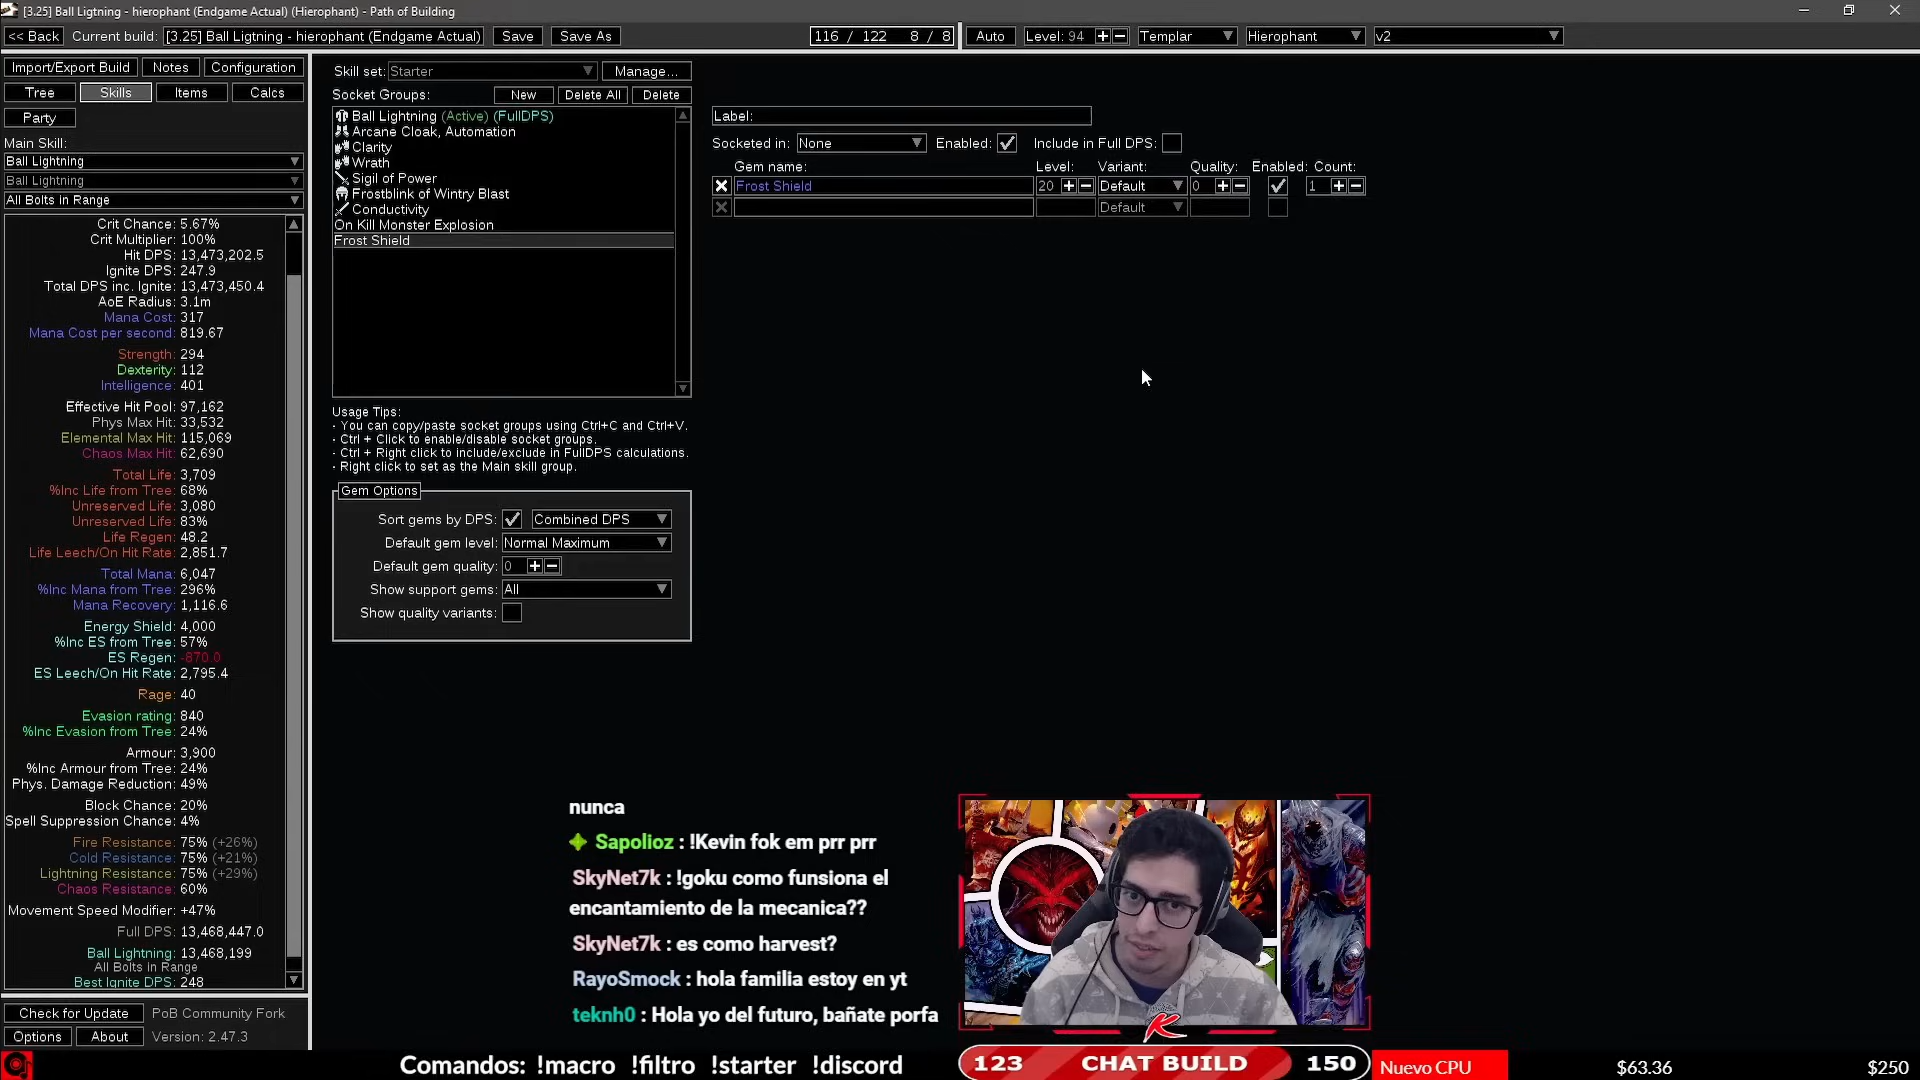 [3.25] Ball Ligtning - hierophant (Endgame Actual) (Hierophant) - Path of Building
<< Back
Current build:
[3.25] Ball Ligtning - hierophant (Endgame Actual)
Save
Save As
116 / 122 8 / 8
Auto
Level: 94
Templar
Hierophant
v2
Import/Export Build
Notes
Configuration
Tree
Skills
Items
Calcs
Party
Main Skill:
Ball Lightning
Ball Lightning
All Bolts in Range
Crit Chance: 5.67%
Crit Multiplier: 100%
Hit DPS: 13,473,202.5
Ignite DPS: 247.9
Total DPS inc. Ignite: 13,473,450.4
AoE Radius: 3.1m
Mana Cost: 317
Mana Cost per second: 819.67
Strength: 294
Dexterity: 112
Intelligence: 401
Effective Hit Pool: 97,162
Phys Max Hit: 33,532
Elemental Max Hit: 115,069
Chaos Max Hit: 62,690
Total Life: 3,709
%Inc Life from Tree: 68%
Unreserved Life: 3,080
Unreserved Life: 83%
Life Regen: 48.2
Life Leech/On Hit Rate: 2,851.7
Total Mana: 6,047
%Inc Mana from Tree: 296%
Mana Recovery: 1,116.6
Energy Shield: 4,000
%Inc ES from Tree: 57%
ES Regen: -870.0
ES Leech/On Hit Rate: 2,795.4
Rage: 40
Evasion rating: 840
%Inc Evasion from Tree: 24%
Armour: 3,900
%Inc Armour from Tree: 24%
Phys. Damage Reduction: 49%
Block Chance: 20%
Spell Suppression Chance: 4%
Fire Resistance: 75% (+26%)
Cold Resistance: 75% (+21%)
Lightning Resistance: 75% (+29%)
Chaos Resistance: 60%
Movement Speed Modifier: +47%
Full DPS: 13,468,447.0
Ball Lightning: 13,468,199
All Bolts in Range
Best Ignite DPS: 248
Check for Update
PoB Community Fork
Options
About
Version: 2.47.3
Skill set:
Starter
Manage...
Socket Groups:
New
Delete All
Delete
Ball Lightning (Active) (FullDPS)
Arcane Cloak, Automation
Clarity
Wrath
Sigil of Power
Frostblink of Wintry Blast
Conductivity
On Kill Monster Explosion
Frost Shield
Usage Tips:
- You can copy/paste socket groups using Ctrl+C and Ctrl+V.
- Ctrl + Click to enable/disable socket groups.
- Ctrl + Right click to include/exclude in FullDPS calculations.
- Right click to set as the Main skill group.
Gem Options
Sort gems by DPS:
Combined DPS
Default gem level:
Normal Maximum
Default gem quality:
0
Show support gems:
All
Show quality variants:
Label:
Socketed in:
None
Enabled:
Include in Full DPS:
Gem name:
Level:
Variant:
Quality:
Enabled:
Count:
Frost Shield
20
Default
0
1
Default
nunca
Sapolioz : !Kevin fok em prr prr
SkyNet7k : !goku como funsiona el
encantamiento de la mecanica??
SkyNet7k : es como harvest?
RayoSmock : hola familia estoy en yt
teknh0 : Hola yo del futuro, bañate porfa
Comandos: !macro !filtro !starter !discord
123
CHAT BUILD
150
Nuevo CPU
$63.36
$250